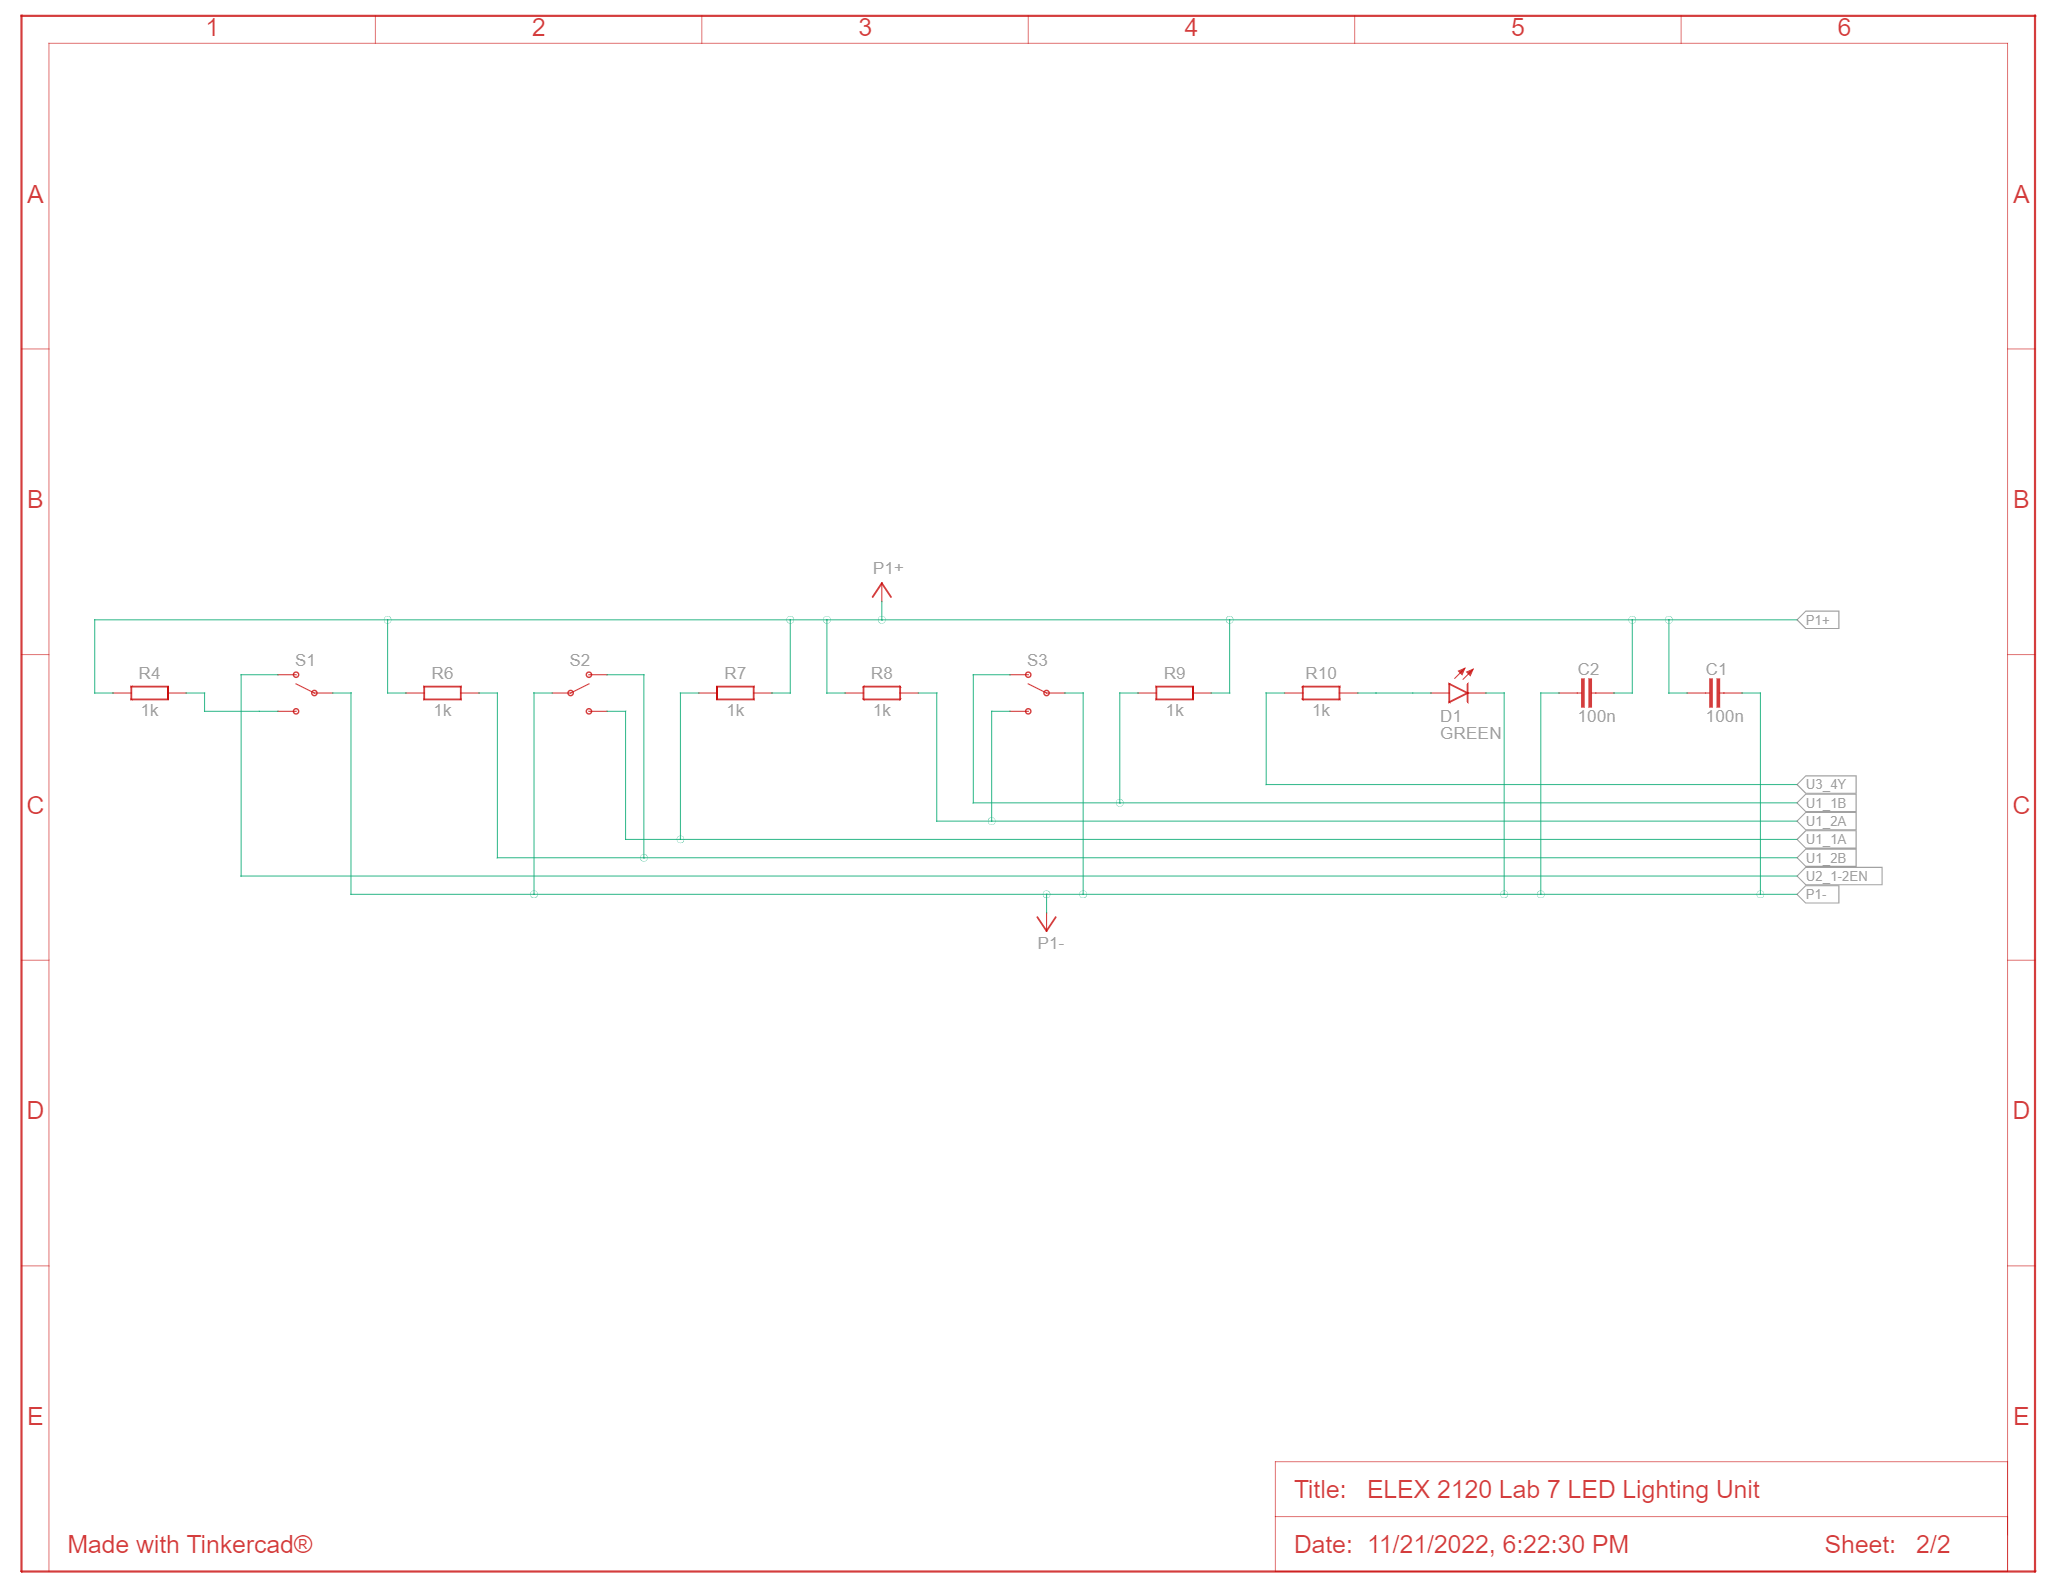 1 2 3 4 5 6
A A
B B
P1+
P1+
R4 S1 R6 S2 R7 R8 S3 R9 R10 C2 C1
1k 1k 1k 1k 1k 1k D1 100n 100n
GREEN
U3_4Y
C U1_1B C
U1_2A
U1_1A
U1_2B
U2_1-2EN
P1-
P1-
D D
E E
Title: ELEX 2120 Lab 7 LED Lighting Unit
Made with Tinkercad® Date: 11/21/2022, 6:22:30 PM Sheet: 2/2